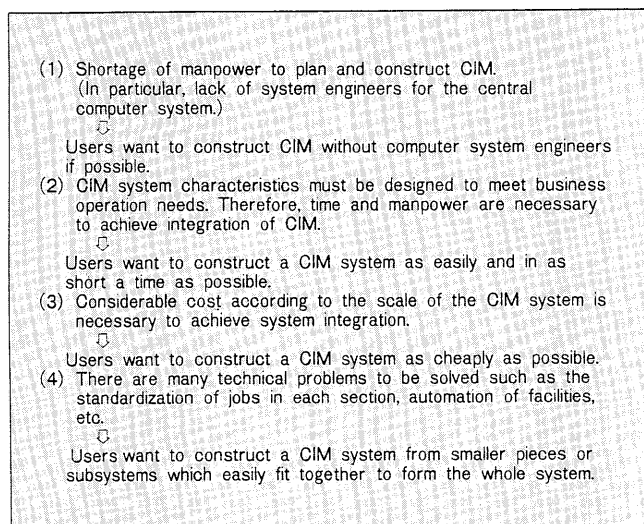 (1) Shortage of manpower to plan and construct CIM.
(In particular, lack of system engineers for the central
computer system.)
⇩
Users want to construct CIM without computer system engineers
if possible.
(2) CIM system characteristics must be designed to meet business
operation needs. Therefore, time and manpower are necessary
to achieve integration of CIM.
⇩
Users want to construct a CIM system as easily and in as
short a time as possible.
(3) Considerable cost according to the scale of the CIM system is
necessary to achieve system integration.
⇩
Users want to construct a CIM system as cheaply as possible.
(4) There are many technical problems to be solved such as the
standardization of jobs in each section, automation of facilities,
etc.
⇩
Users want to construct a CIM system from smaller pieces or
subsystems which easily fit together to form the whole system.